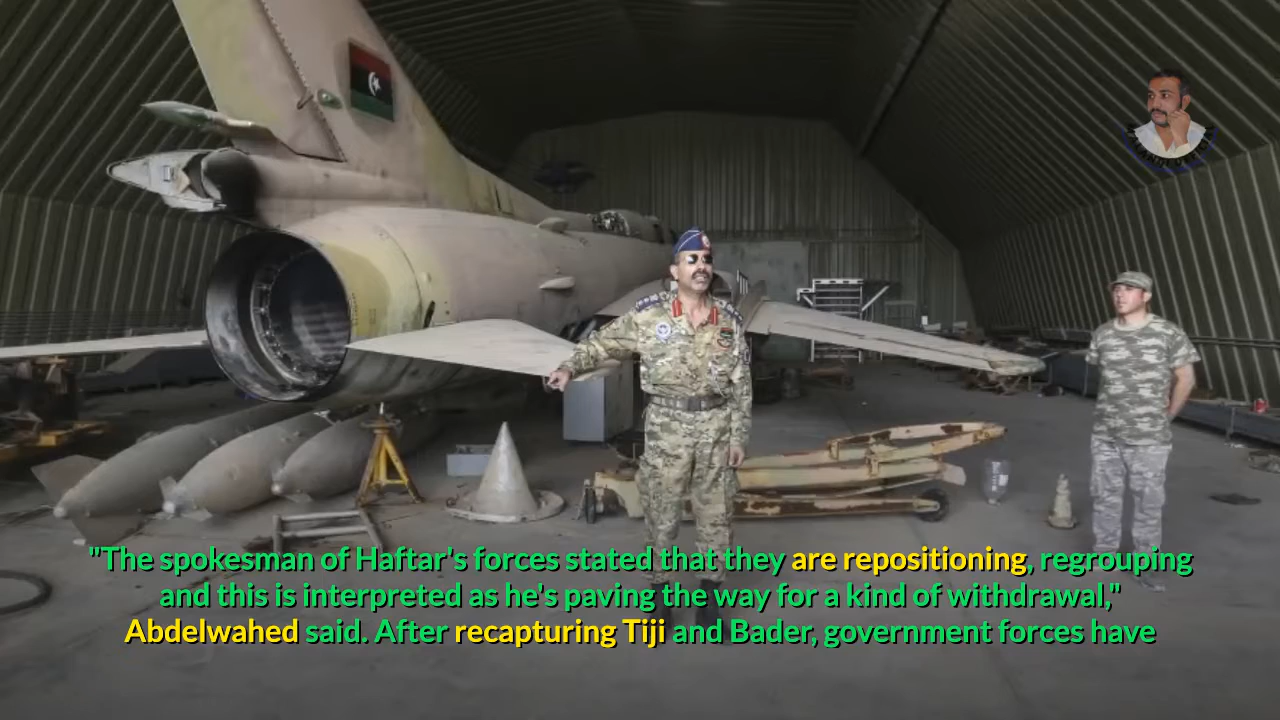 "The spokesman of Haftar's forces stated that they are repositioning, regrouping
and this is interpreted as he's paving the way for a kind of withdrawal,"
Abdelwahed said. After recapturing Tiji and Bader, government forces have